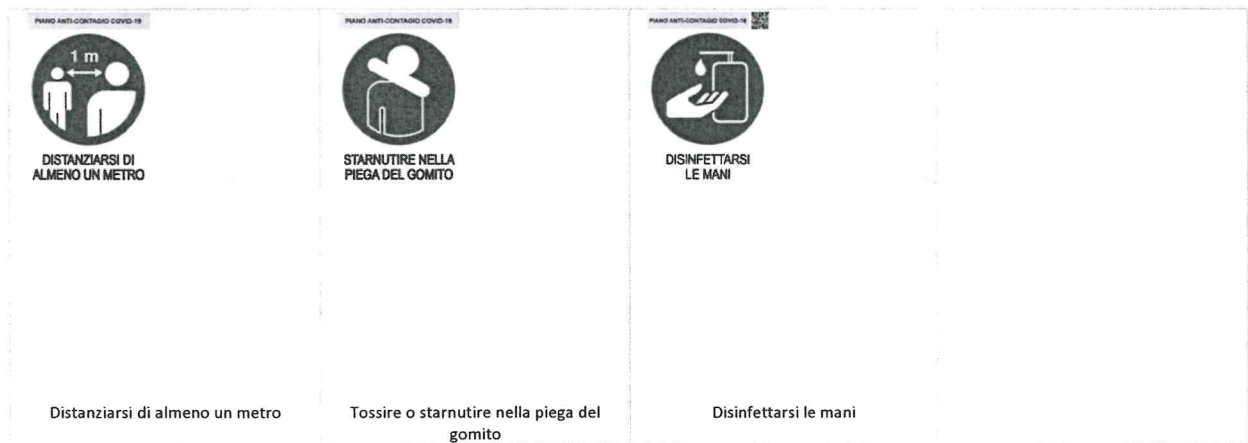 PIANO ANTI-CONTAGIO COVID-19
1 m
DISTANZIARSI DI
ALMENO UN METRO
Distanziarsi di almeno un metro
PIANO ANTI-CONTAGIO COVID-19
STARNUTIRE NELLA
PIEGA DEL GOMITO
Tossire o starnutire nella piega del
gomito
PIANO ANTI-CONTAGIO COVID-19
DISINFETTARSI
LE MANI
Disinfettarsi le mani